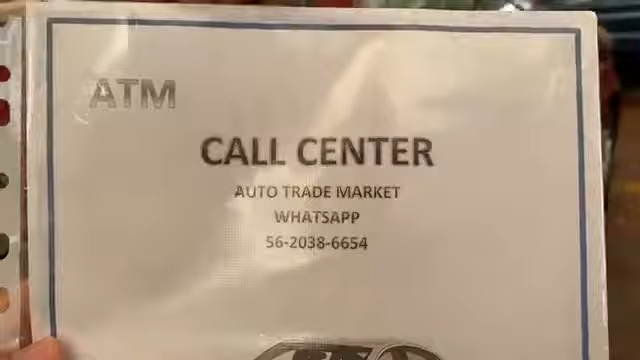 ATM
CALL CENTER
AUTO TRADE MARKET
WHATSAPP
56-2038-6654